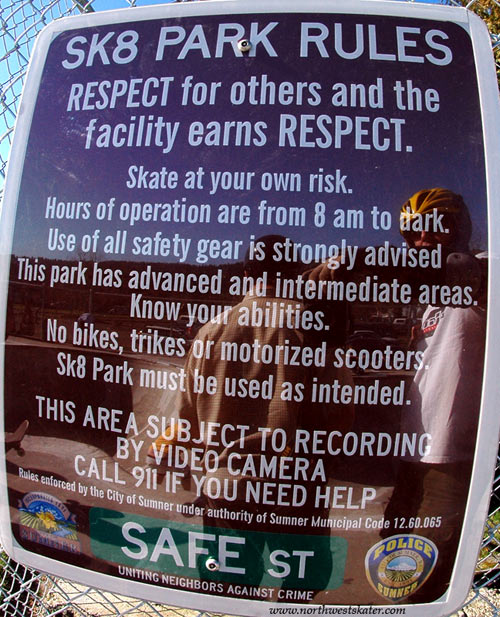 SK8 PARK RULES
RESPECT for others and the
facility earns RESPECT.
Skate at your own risk.
Hours of operation are from 8 am to dark.
Use of all safety gear is strongly advised
This park has advanced and intermediate areas.
Know your abilities.
No bikes, trikes or motorized scooters.
Sk8 Park must be used as intended.
THIS AREA SUBJECT TO RECORDING
BY VIDEO CAMERA
CALL 911 IF YOU NEED HELP
Rules enforced by the City of Sumner under authority of Sumner Municipal Code 12.60.065
SAFE ST
UNITING NEIGHBORS AGAINST CRIME
POLICE
SUMNER
www.northwestskater.com